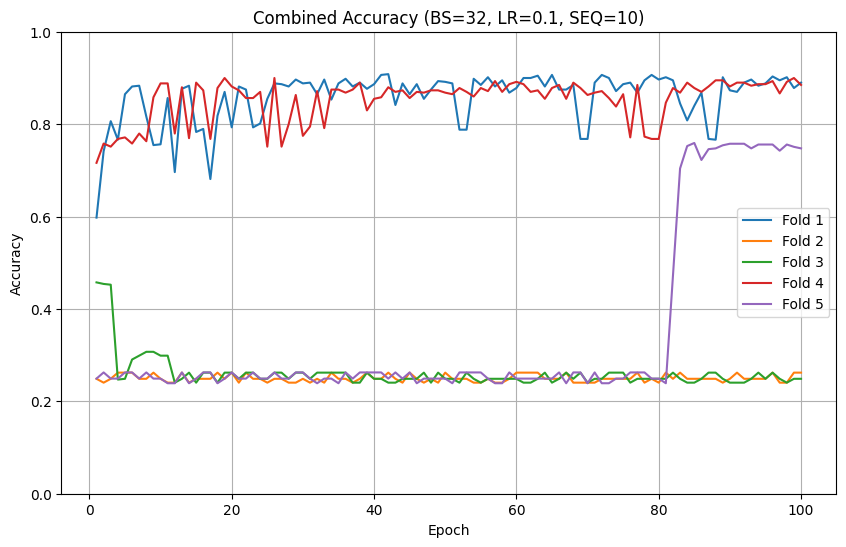 Combined Accuracy (BS=32, LR=0.1, SEQ=10)
Accuracy
1.0
0.8
0.6
0.4
0.2
0.0
Fold 1
Fold 2
Fold 3
Fold 4
Fold 5
0 20 40 60 80 100
Epoch